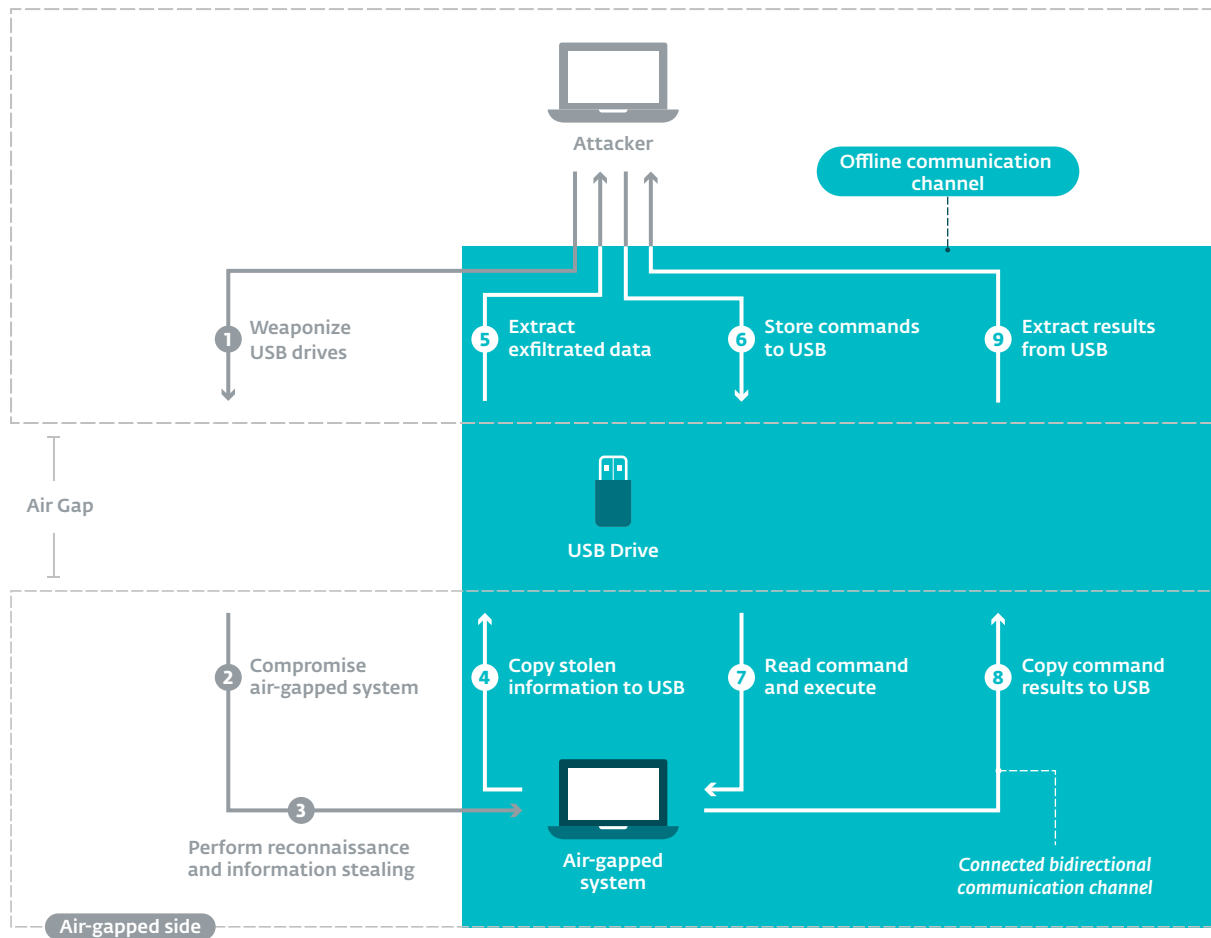 Attacker
Offline communication
channel
1
Weaponize
USB drives
5
Extract
exfiltrated data
6
Store commands
to USB
9
Extract results
from USB
Air Gap
USB Drive
2
Compromise
air-gapped system
4
Copy stolen
information to USB
7
Read command
and execute
8
Copy command
results to USB
3
Perform reconnaissance
and information stealing
Air-gapped
system
Connected bidirectional
communication channel
Air-gapped side